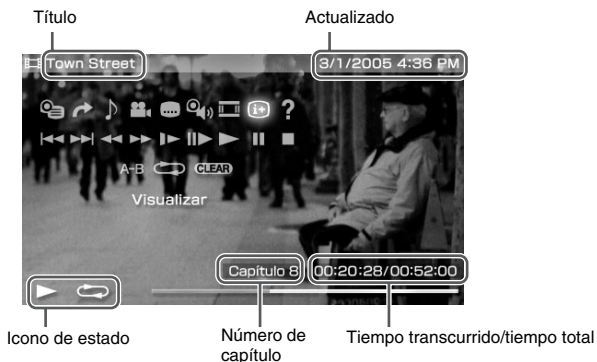 Título
Actualizado
Town Street
3/1/2005 4:36 PM
i+ ?
A-B CLEAR
Visualizar
Capítulo 8 00:20:28/00:52:00
Icono de estado
Número de capítulo
Tiempo transcurrido/tiempo total